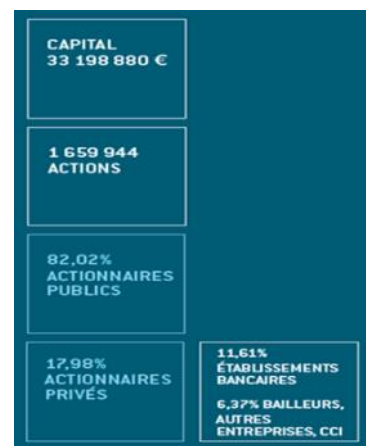 CAPITAL
33 198 880 €
1 659 944
ACTIONS
82,02%
ACTIONNAIRES
PUBLICS
17,98%
ACTIONNAIRES
PRIVÉS
11,61%
ÉTABLISSEMENTS
BANCAIRES
6,37% BAILLEURS,
AUTRES
ENTREPRISES, CCI